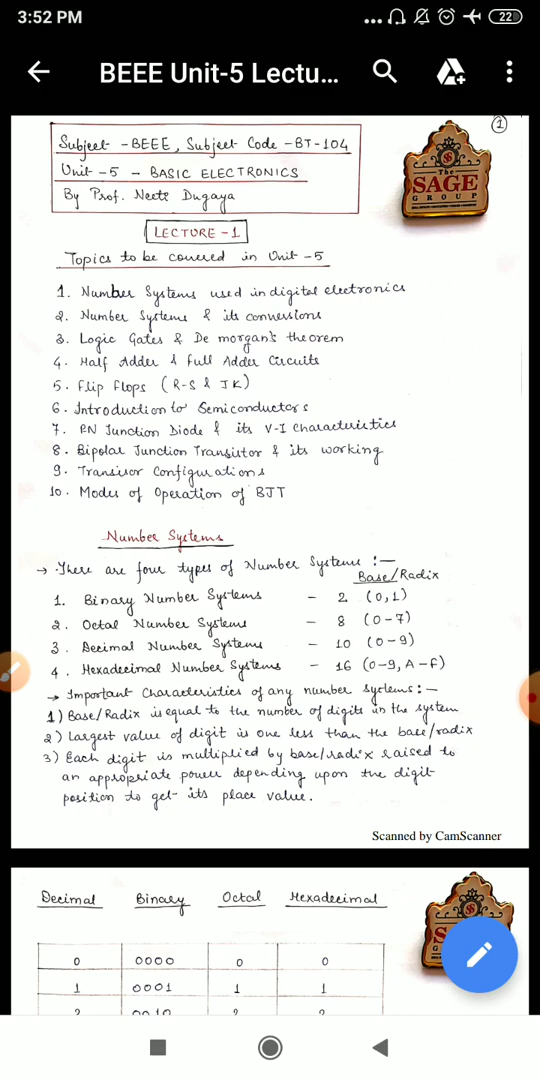 3:52 PM
22
BEEE Unit-5 Lectu...
1
Subject - BEEE, Subject Code - BT-104
Unit -5 - BASIC ELECTRONICS
By Prof. Neete Dugaya
The
SAGE
GROUP
LECTURE -1
Topics to be covered in Unit -5
1. Number Systems used in digital electronics
2. Number Systems & its conversions
3. Logic Gates & De morgan's theorem
4. Half Adder & Full Adder Circuits
5. Flip Flops (R-S & JK)
6. Introduction to Semiconductors
7. PN Junction Diode & its V-I Characteristics
8. Bipolar Junction Transistor & its working
9. Transistor Configurations
10. Modes of Operation of BJT
Number Systems
→ There are four types of Number Systems :-
Base/Radix
1. Binary Number Systems - 2 (0,1)
2. Octal Number Systems - 8 (0-7)
3. Decimal Number Systems - 10 (0-9)
4. Hexadecimal Number Systems - 16 (0-9, A-F)
→ Important Characteristics of any number systems :-
1) Base/Radix is equal to the number of digits in the system
2) Largest value of digit is one less than the base/radix
3) Each digit is multiplied by base/radix raised to
an appropriate power depending upon the digit
position to get its place value.
Scanned by CamScanner
Decimal Binary Octal Hexadecimal
0 0000 0 0
1 0001 1 1
2 0010 2 2